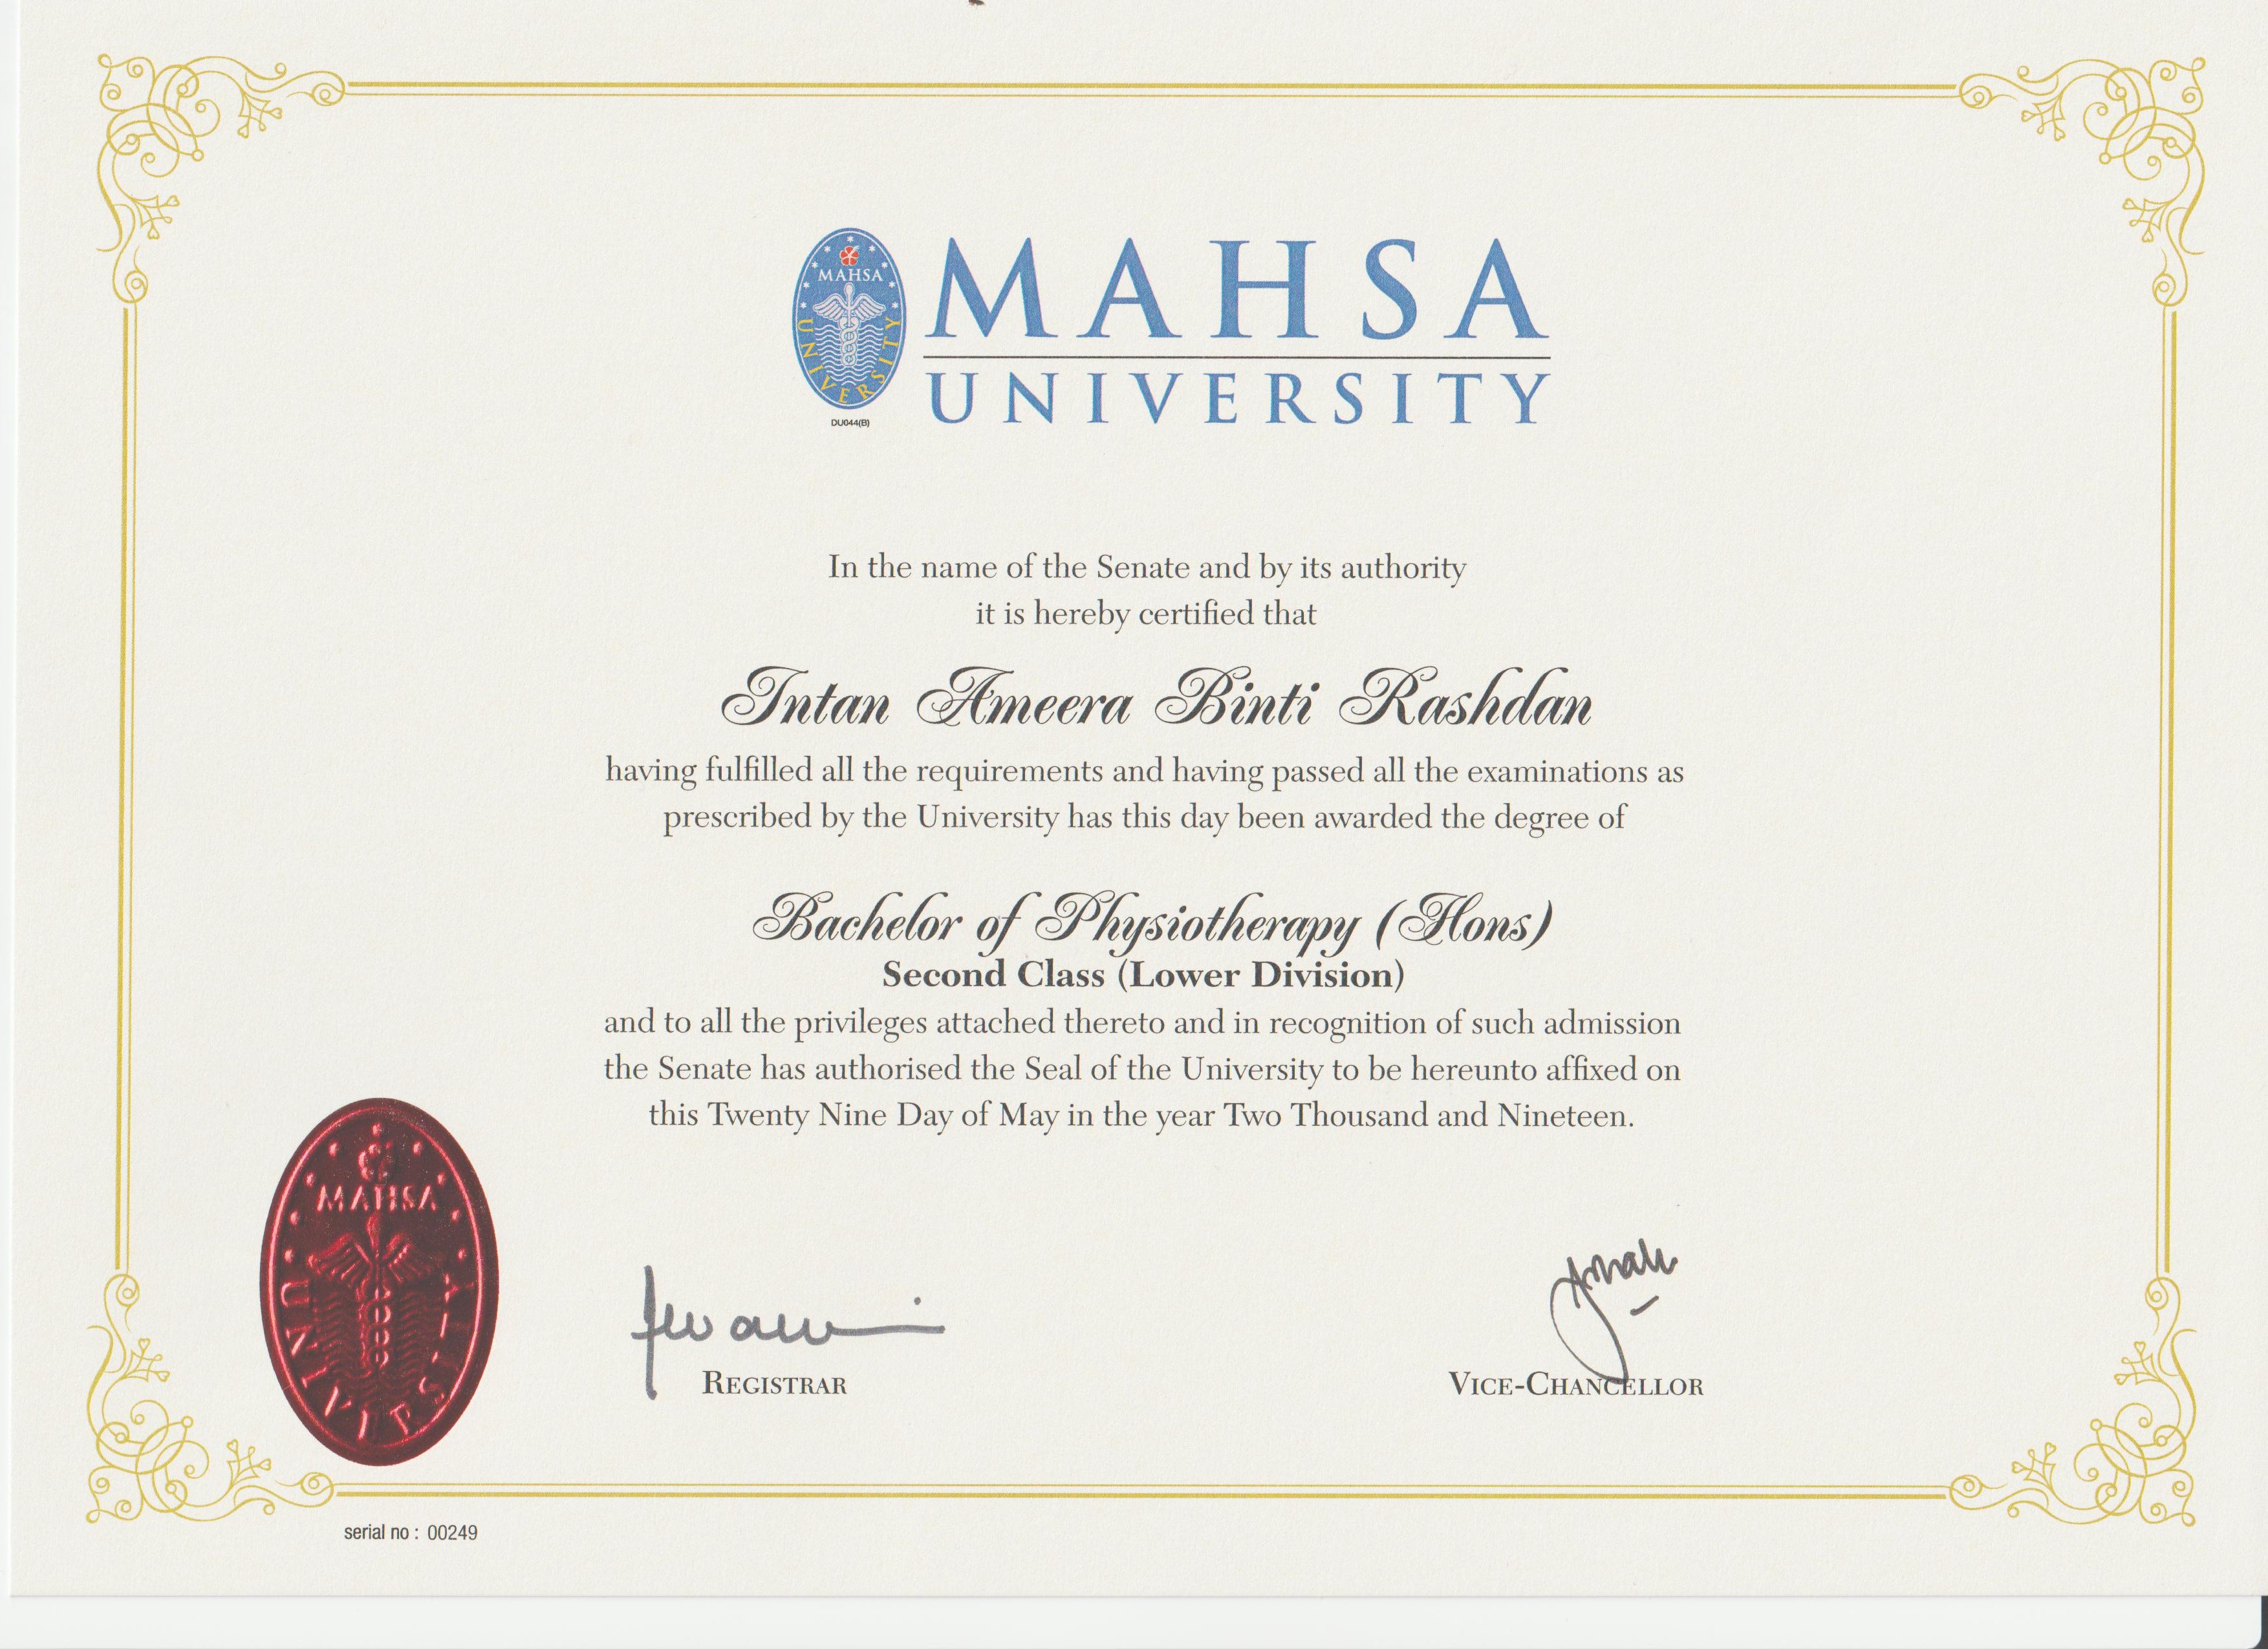 MAHSA
UNIVERSITY
DU044(B)
MAHSA
UNIVERSITY
In the name of the Senate and by its authority
it is hereby certified that
Intan Ameera Binti Rashdan
having fulfilled all the requirements and having passed all the examinations as
prescribed by the University has this day been awarded the degree of
Bachelor of Physiotherapy (Hons)
Second Class (Lower Division)
and to all the privileges attached thereto and in recognition of such admission
the Senate has authorised the Seal of the University to be hereunto affixed on
this Twenty Nine Day of May in the year Two Thousand and Nineteen.
MAHSA
UNIVERSITY
REGISTRAR
VICE-CHANCELLOR
serial no : 00249